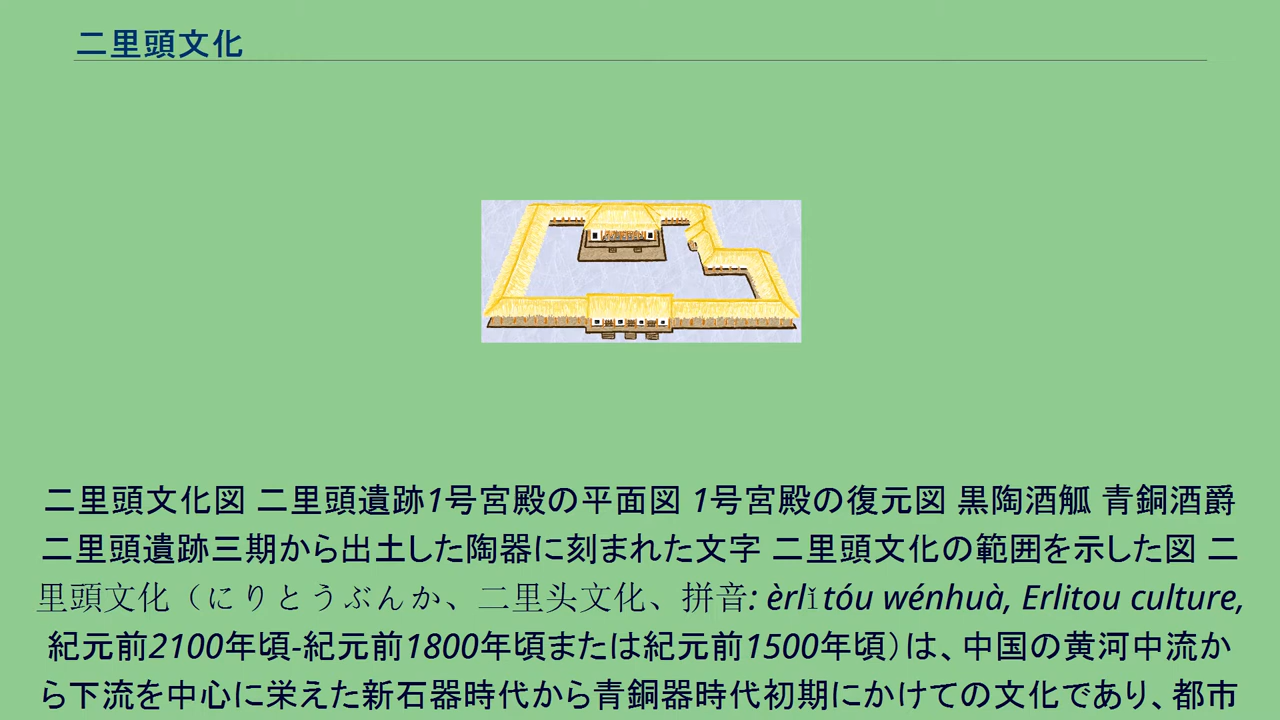 二里頭文化
二里頭文化図 二里頭遺跡1号宮殿の平面図 1号宮殿の復元図 黒陶酒觚 青銅酒爵
二里頭遺跡三期から出土した陶器に刻まれた文字 二里頭文化の範囲を示した図 二
里頭文化（にりとうぶんか、二里头文化、拼音: èrlǐtóu wénhuà, Erlitou culture,
紀元前2100年頃-紀元前1800年頃または紀元前1500年頃）は、中国の黄河中流か
ら下流を中心に栄えた新石器時代から青銅器時代初期にかけての文化であり、都市